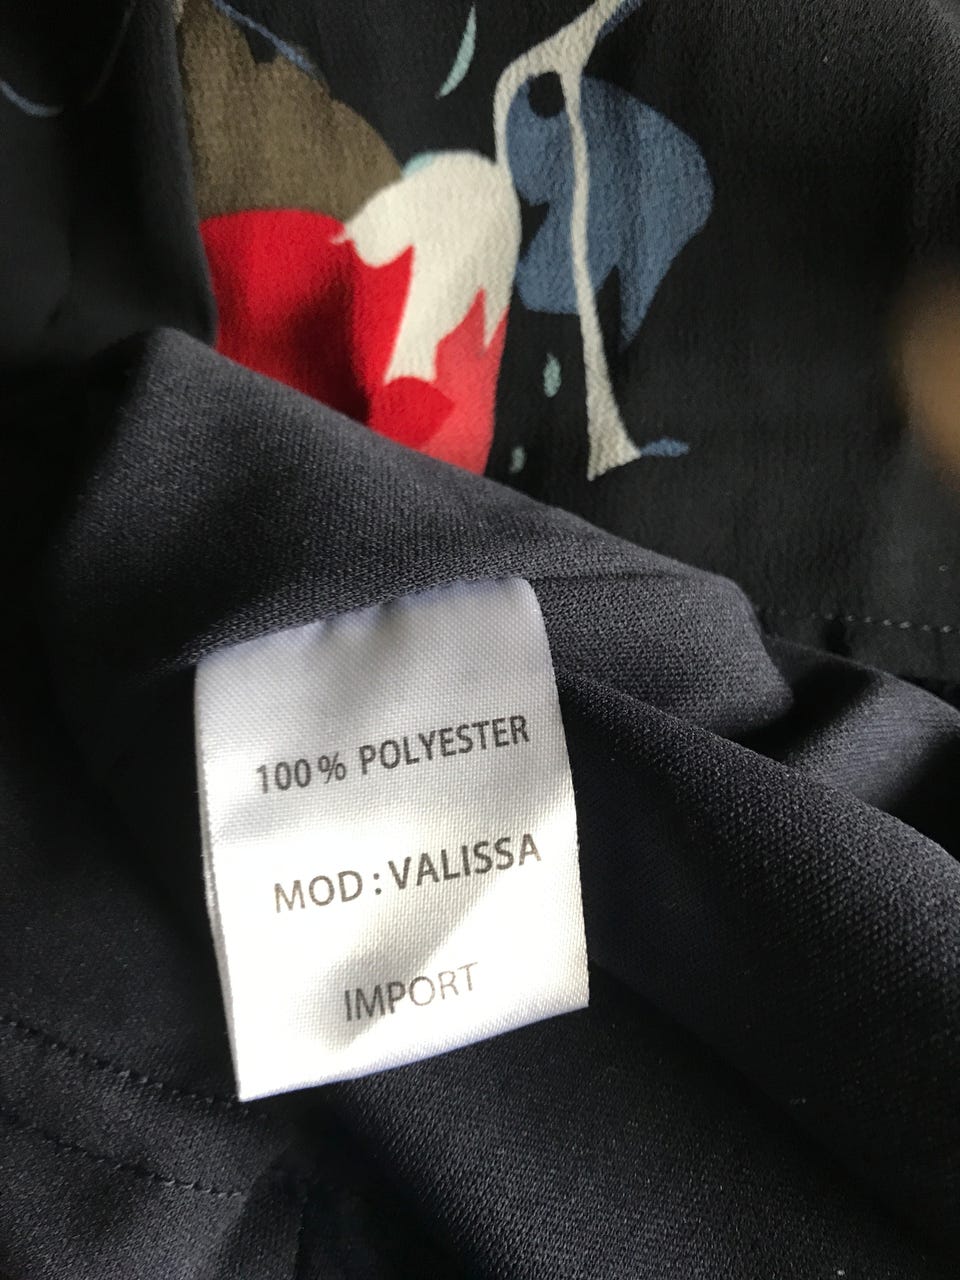 100% POLYESTER
MOD : VALISSA
IMPORT